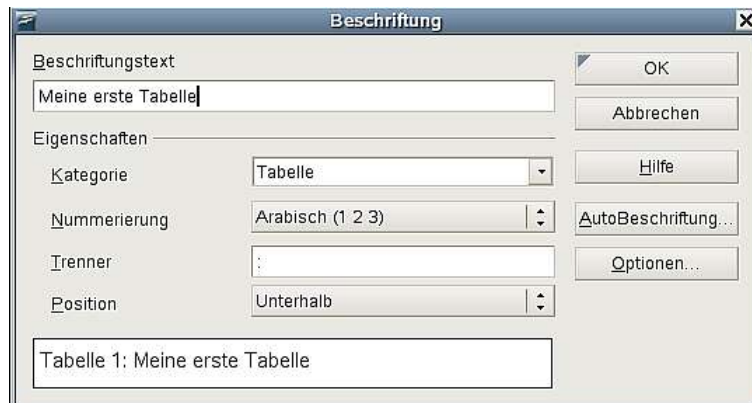 Beschriftung
Beschriftungstext
Meine erste Tabelle
Eigenschaften
Kategorie Tabelle
Nummerierung Arabisch (1 2 3)
Trenner :
Position Unterhalb
Tabelle 1: Meine erste Tabelle
OK
Abbrechen
Hilfe
AutoBeschriftung...
Optionen...